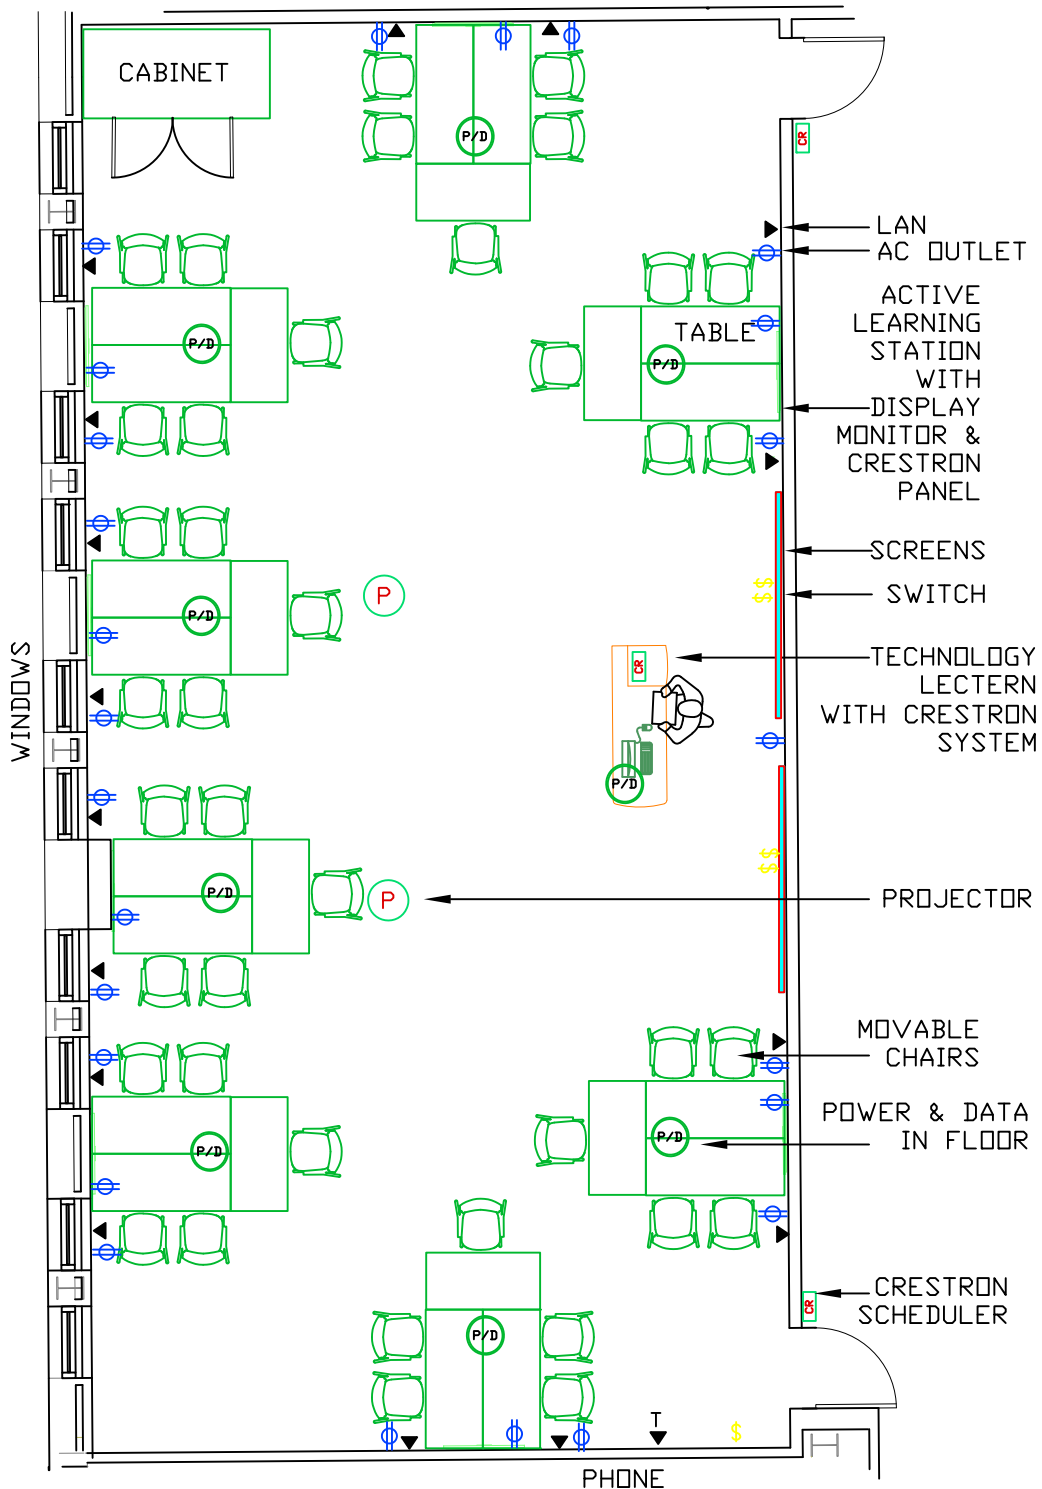 CABINET
P/D
CR
LAN
AC OUTLET
ACTIVE
LEARNING
STATION
WITH
DISPLAY
MONITOR &
CRESTRON
PANEL
TABLE
P/D
P/D
SCREENS
$$
SWITCH
P
P/D
WINDOWS
TECHNOLOGY
LECTERN
WITH CRESTRON
SYSTEM
CR
P/D
$$
P/D
P
PROJECTOR
MOVABLE
CHAIRS
POWER & DATA
IN FLOOR
P/D
P/D
CRESTRON
SCHEDULER
CR
P/D
T
$
PHONE